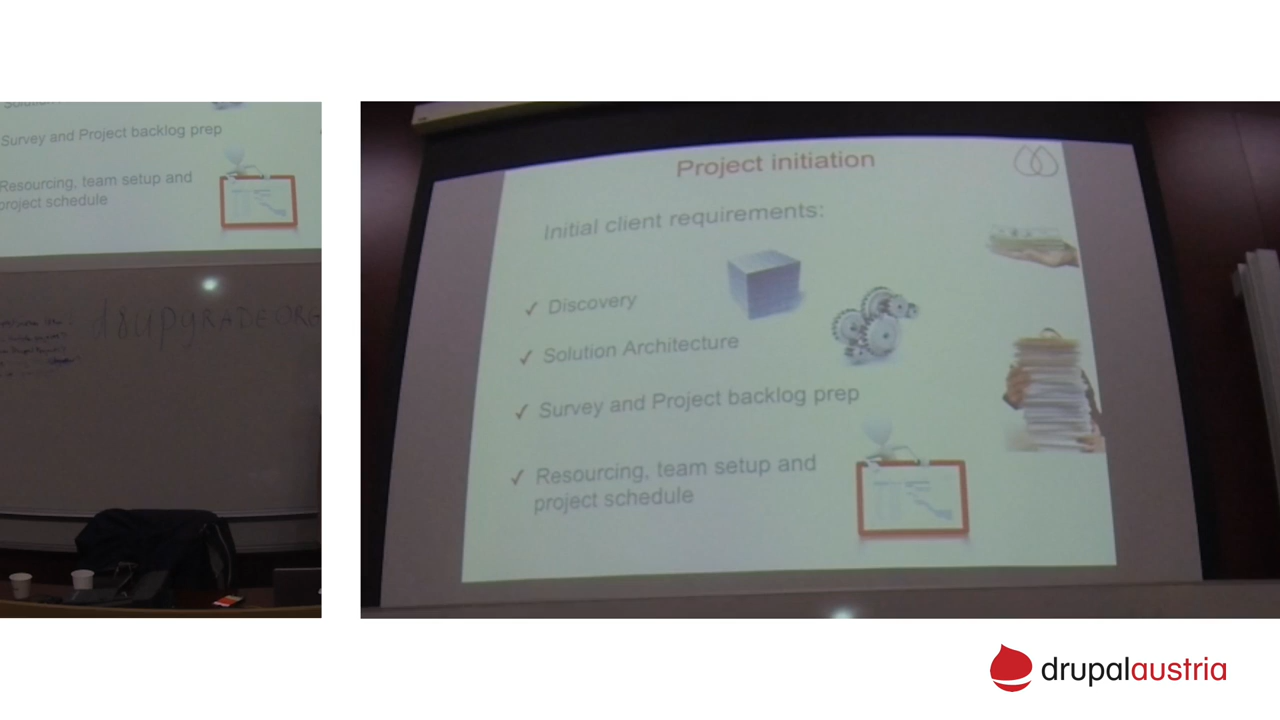 Survey and Project backlog prep
Resourcing, team setup and
project schedule
Project initiation
Initial client requirements:
✓ Discovery
✓ Solution Architecture
✓ Survey and Project backlog prep
✓ Resourcing, team setup and
project schedule
drupalaustria